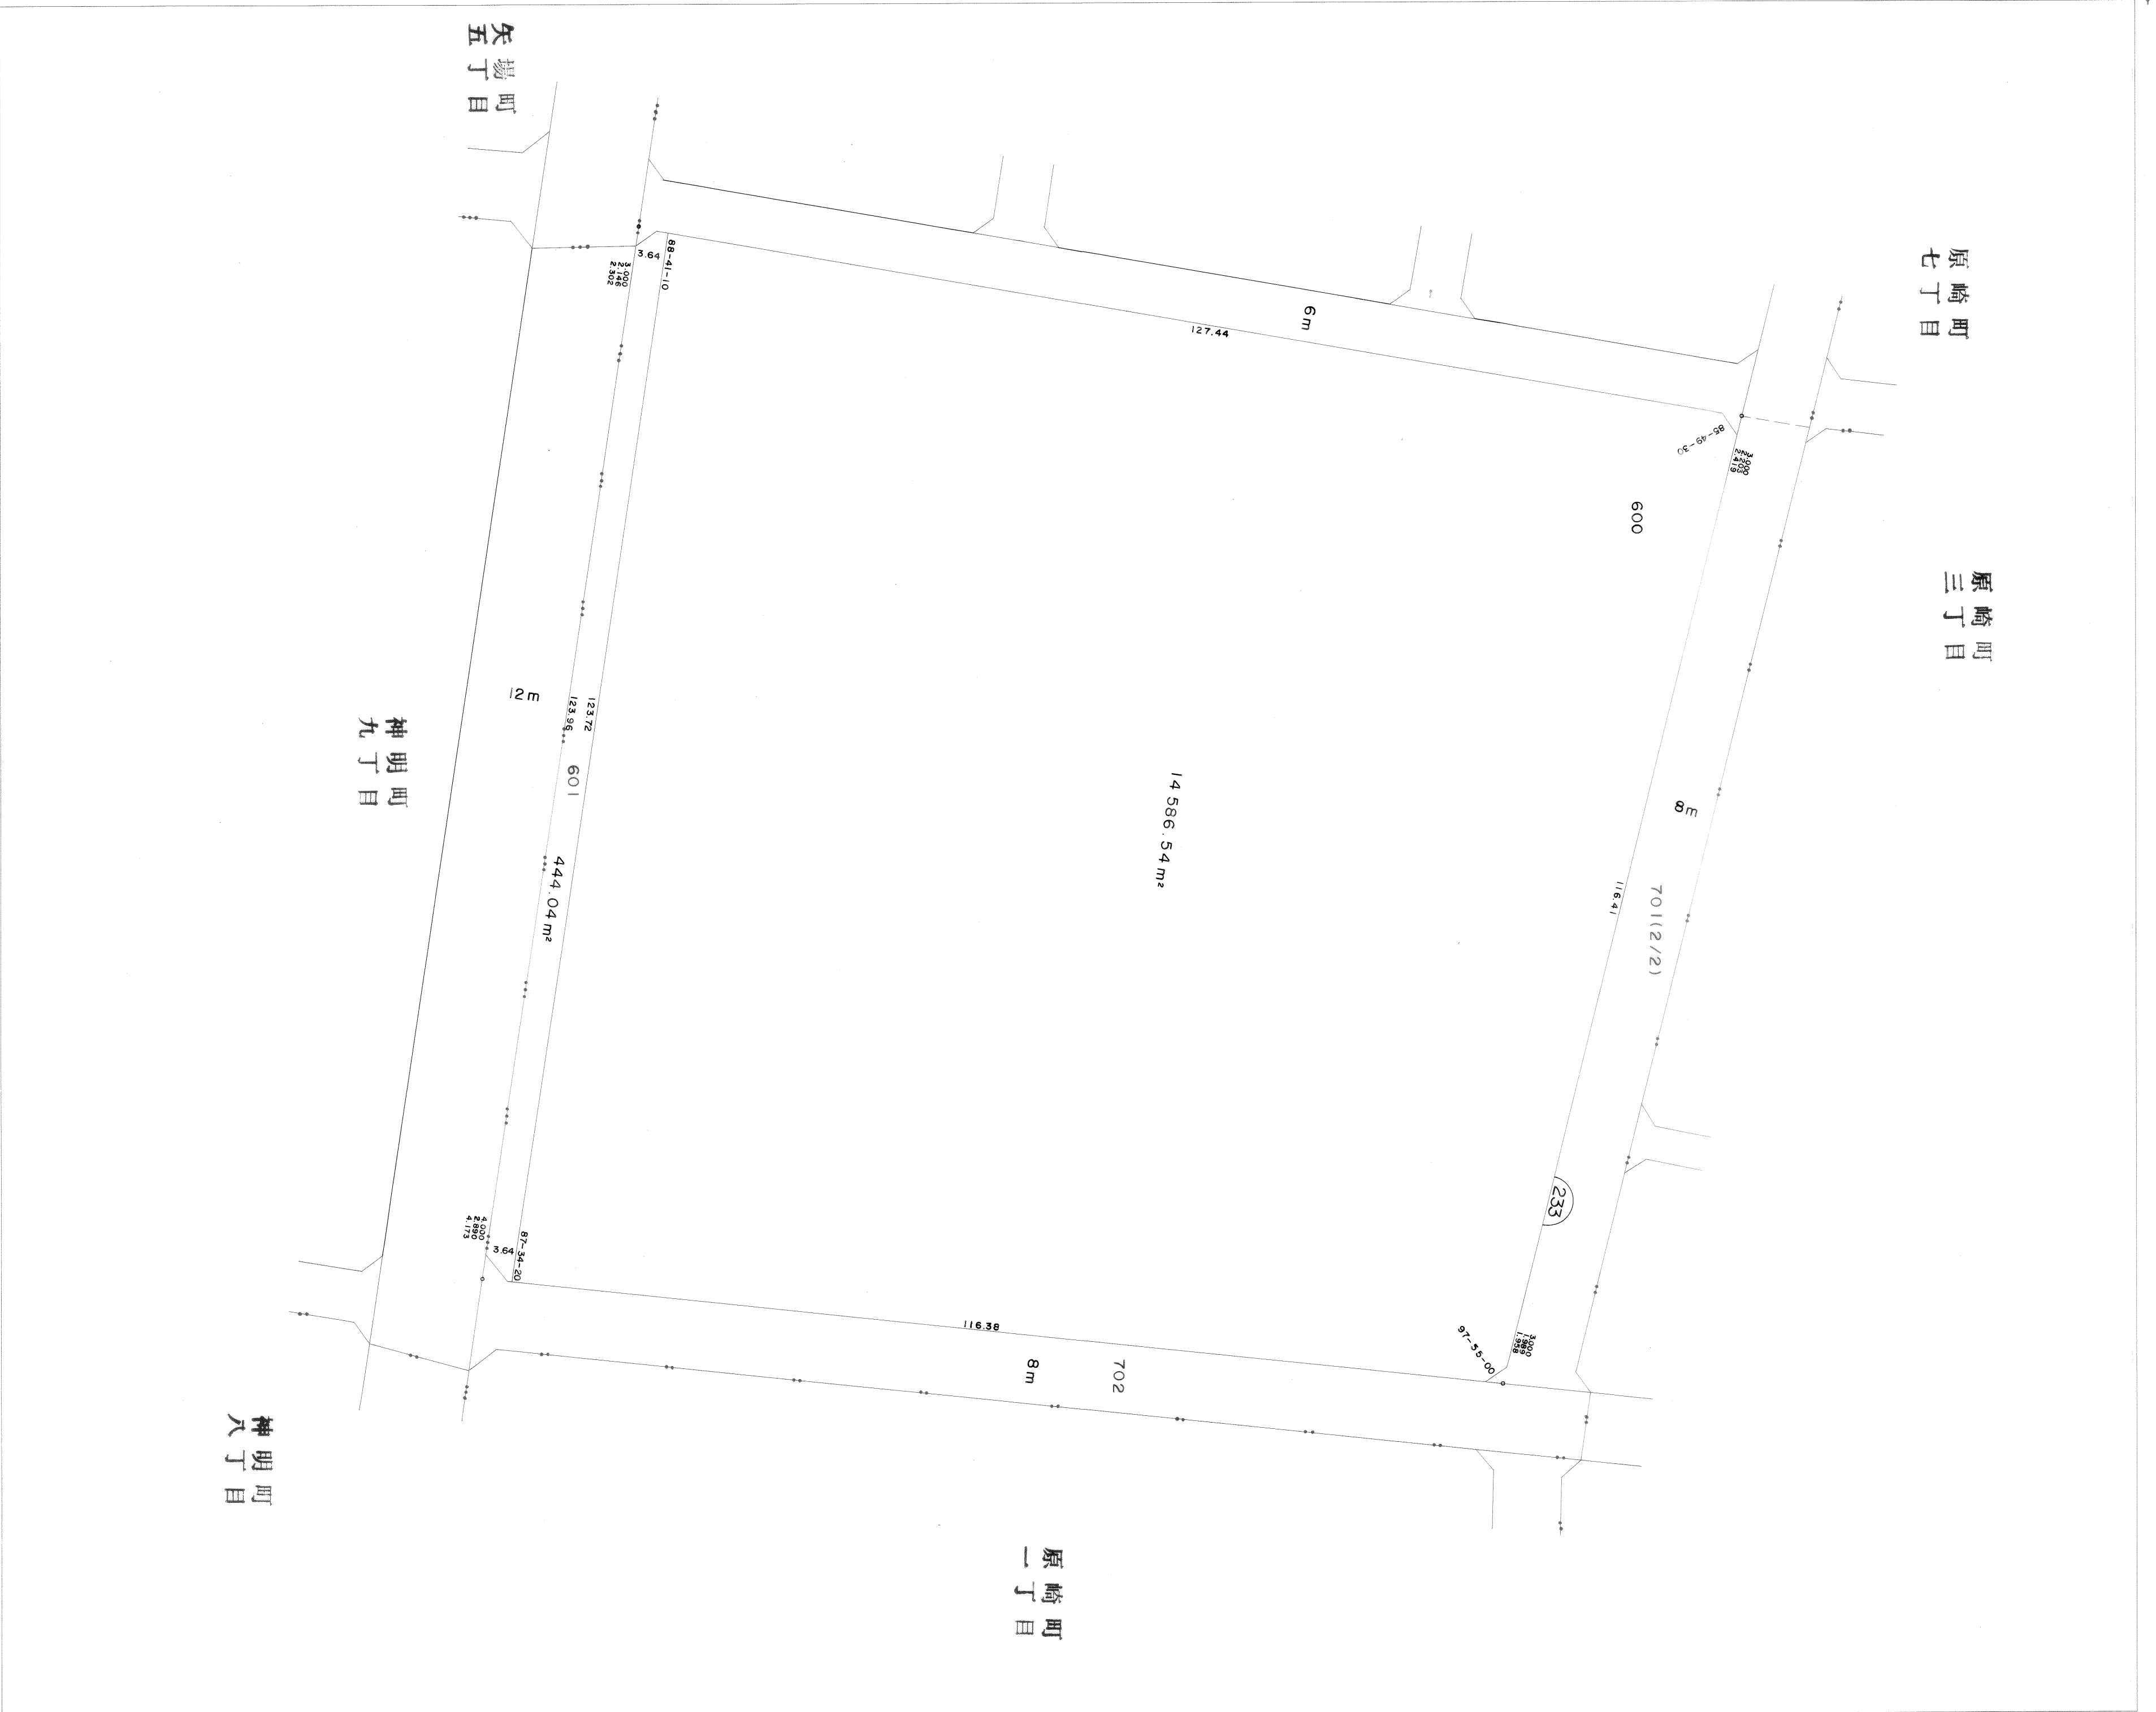 矢場町
五丁目
原崎町
七丁目
原崎町
三丁目
神明町
九丁目
神明町
八丁目
原崎町
一丁目
88-41-10
3.64
3.000
2.146
2.302
6m
127.44
85-49-30
3.000
2.203
2.419
600
12m
123.72
123.96
601
444.04m²
14586.54m²
8m
116.41
701(2/2)
233
4.000
2.890
4.173
3.64
87-34-20
116.38
8m
702
97-55-00
3.000
1.989
1.958